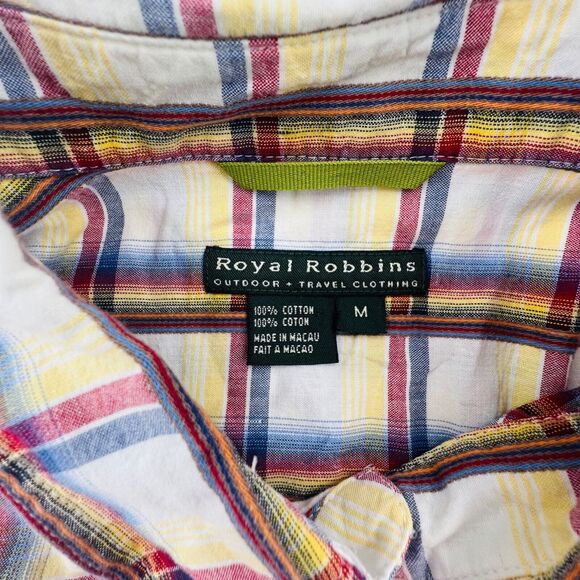 Royal Robbins
OUTDOOR + TRAVEL CLOTHING
100% COTTON
100% COTON
MADE IN MACAU
FAIT A MACAO
M